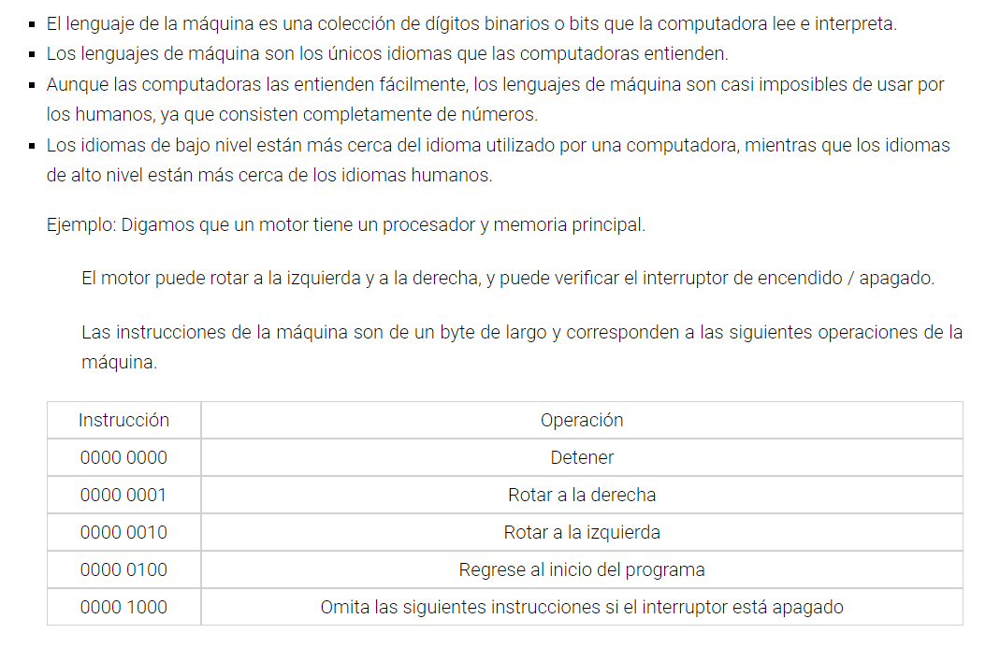 ▪ El lenguaje de la máquina es una colección de dígitos binarios o bits que la computadora lee e interpreta.
▪ Los lenguajes de máquina son los únicos idiomas que las computadoras entienden.
▪ Aunque las computadoras las entienden fácilmente, los lenguajes de máquina son casi imposibles de usar por
los humanos, ya que consisten completamente de números.
▪ Los idiomas de bajo nivel están más cerca del idioma utilizado por una computadora, mientras que los idiomas
de alto nivel están más cerca de los idiomas humanos.
Ejemplo: Digamos que un motor tiene un procesador y memoria principal.
El motor puede rotar a la izquierda y a la derecha, y puede verificar el interruptor de encendido / apagado.
Las instrucciones de la máquina son de un byte de largo y corresponden a las siguientes operaciones de la
máquina.
Instrucción Operación
0000 0000 Detener
0000 0001 Rotar a la derecha
0000 0010 Rotar a la izquierda
0000 0100 Regrese al inicio del programa
0000 1000 Omita las siguientes instrucciones si el interruptor está apagado